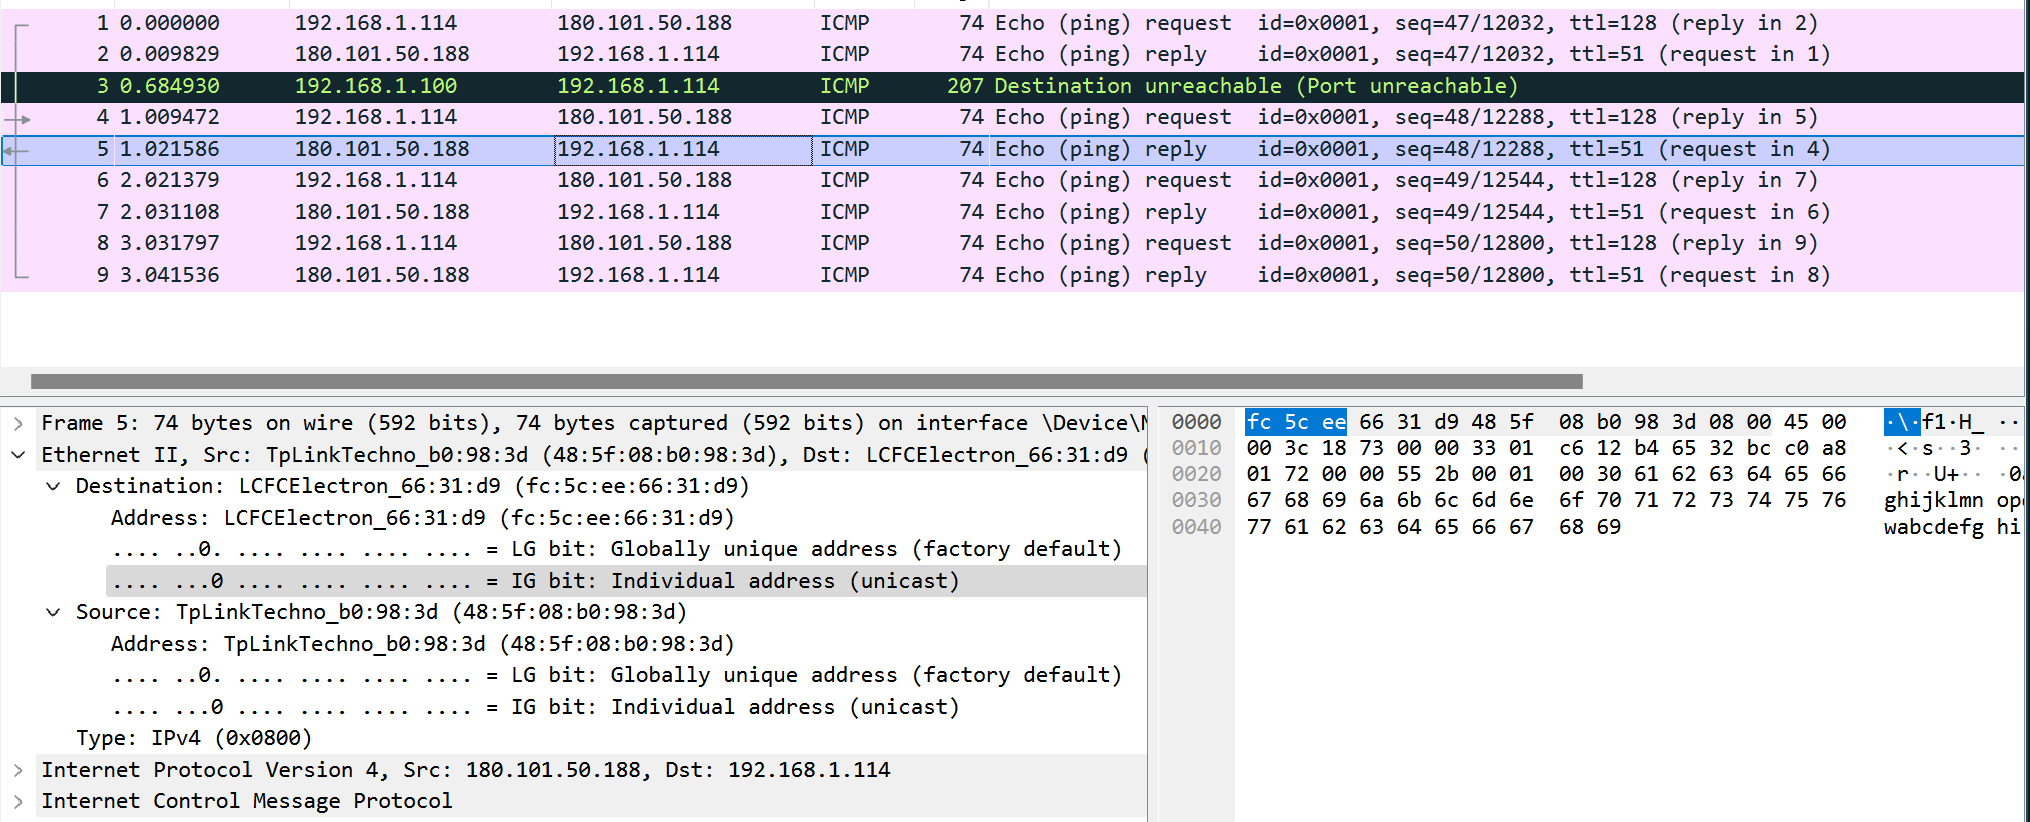 1 0.000000 192.168.1.114 180.101.50.188 ICMP 74 Echo (ping) request id=0x0001, seq=47/12032, ttl=128 (reply in 2)
2 0.009829 180.101.50.188 192.168.1.114 ICMP 74 Echo (ping) reply id=0x0001, seq=47/12032, ttl=51 (request in 1)
3 0.684930 192.168.1.100 192.168.1.114 ICMP 207 Destination unreachable (Port unreachable)
4 1.009472 192.168.1.114 180.101.50.188 ICMP 74 Echo (ping) request id=0x0001, seq=48/12288, ttl=128 (reply in 5)
5 1.021586 180.101.50.188 192.168.1.114 ICMP 74 Echo (ping) reply id=0x0001, seq=48/12288, ttl=51 (request in 4)
6 2.021379 192.168.1.114 180.101.50.188 ICMP 74 Echo (ping) request id=0x0001, seq=49/12544, ttl=128 (reply in 7)
7 2.031108 180.101.50.188 192.168.1.114 ICMP 74 Echo (ping) reply id=0x0001, seq=49/12544, ttl=51 (request in 6)
8 3.031797 192.168.1.114 180.101.50.188 ICMP 74 Echo (ping) request id=0x0001, seq=50/12800, ttl=128 (reply in 9)
9 3.041536 180.101.50.188 192.168.1.114 ICMP 74 Echo (ping) reply id=0x0001, seq=50/12800, ttl=51 (request in 8)
Frame 5: 74 bytes on wire (592 bits), 74 bytes captured (592 bits) on interface \Device\N
Ethernet II, Src: TpLinkTechno_b0:98:3d (48:5f:08:b0:98:3d), Dst: LCFCElectron_66:31:d9 (
Destination: LCFCElectron_66:31:d9 (fc:5c:ee:66:31:d9)
Address: LCFCElectron_66:31:d9 (fc:5c:ee:66:31:d9)
.... ..0. .... .... .... .... = LG bit: Globally unique address (factory default)
.... ...0 .... .... .... .... = IG bit: Individual address (unicast)
Source: TpLinkTechno_b0:98:3d (48:5f:08:b0:98:3d)
Address: TpLinkTechno_b0:98:3d (48:5f:08:b0:98:3d)
.... ..0. .... .... .... .... = LG bit: Globally unique address (factory default)
.... ...0 .... .... .... .... = IG bit: Individual address (unicast)
Type: IPv4 (0x0800)
Internet Protocol Version 4, Src: 180.101.50.188, Dst: 192.168.1.114
Internet Control Message Protocol
0000 fc 5c ee 66 31 d9 48 5f 08 b0 98 3d 08 00 45 00 ·\·f1·H_ ··
0010 00 3c 18 73 00 00 33 01 c6 12 b4 65 32 bc c0 a8 ·<·s··3· ···
0020 01 72 00 00 55 2b 00 01 00 30 61 62 63 64 65 66 ·r··U+·· ·0
0030 67 68 69 6a 6b 6c 6d 6e 6f 70 71 72 73 74 75 76 ghijklmn op
0040 77 61 62 63 64 65 66 67 68 69 wabcdefg hi